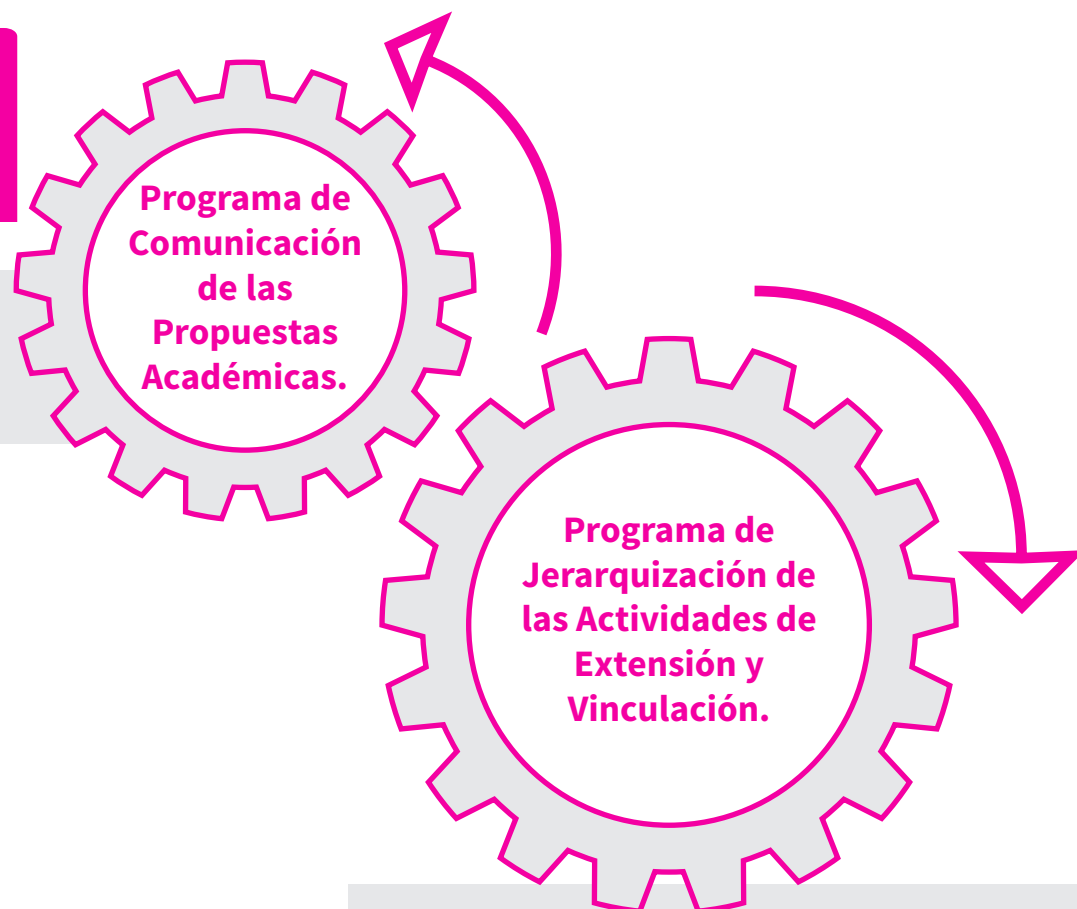 Programa de
Comunicación
de las
Propuestas
Académicas.
Programa de
Jerarquización de
las Actividades de
Extensión y
Vinculación.